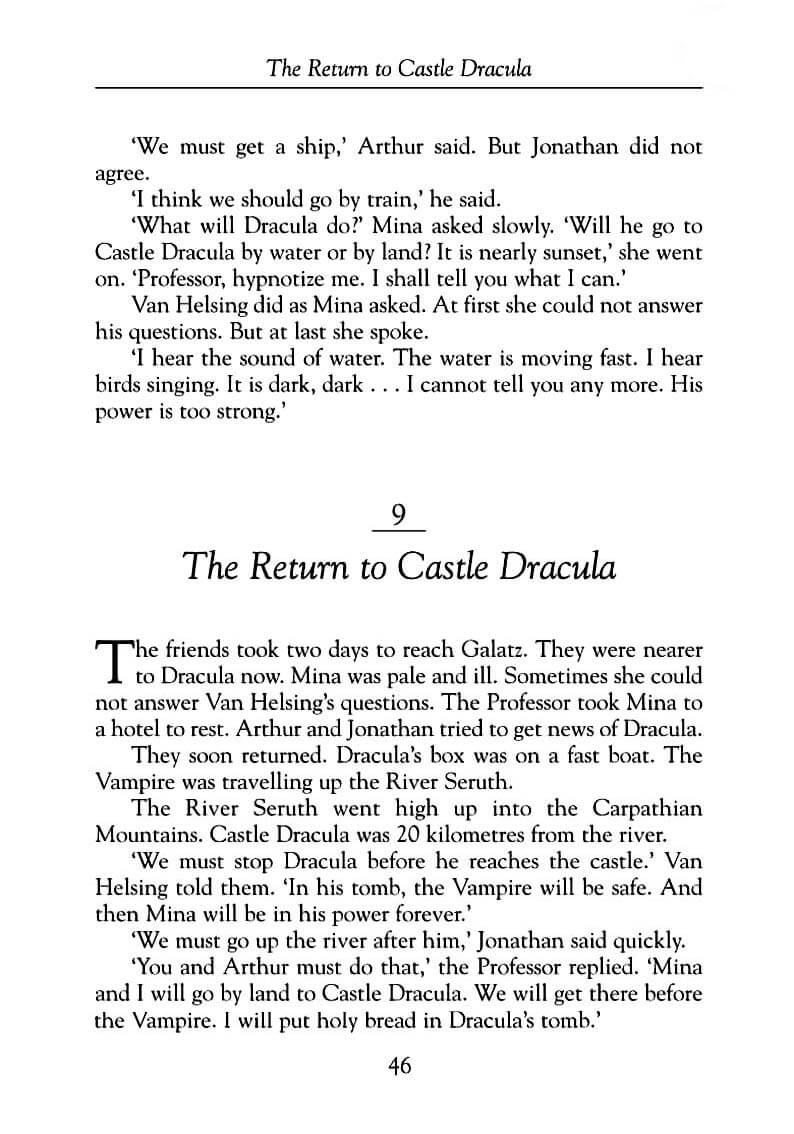 The Return to Castle Dracula
‘We must get a ship,’ Arthur said. But Jonathan did not
agree.
‘I think we should go by train,’ he said.
‘What will Dracula do?’ Mina asked slowly. ‘Will he go to
Castle Dracula by water or by land? It is nearly sunset,’ she went
on. ‘Professor, hypnotize me. I shall tell you what I can.’
Van Helsing did as Mina asked. At first she could not answer
his questions. But at last she spoke.
‘I hear the sound of water. The water is moving fast. I hear
birds singing. It is dark, dark . . . I cannot tell you any more. His
power is too strong.’
9
The Return to Castle Dracula
The friends took two days to reach Galatz. They were nearer
to Dracula now. Mina was pale and ill. Sometimes she could
not answer Van Helsing’s questions. The Professor took Mina to
a hotel to rest. Arthur and Jonathan tried to get news of Dracula.
They soon returned. Dracula’s box was on a fast boat. The
Vampire was travelling up the River Seruth.
The River Seruth went high up into the Carpathian
Mountains. Castle Dracula was 20 kilometres from the river.
‘We must stop Dracula before he reaches the castle.’ Van
Helsing told them. ‘In his tomb, the Vampire will be safe. And
then Mina will be in his power forever.’
‘We must go up the river after him,’ Jonathan said quickly.
‘You and Arthur must do that,’ the Professor replied. ‘Mina
and I will go by land to Castle Dracula. We will get there before
the Vampire. I will put holy bread in Dracula’s tomb.’
46